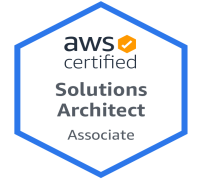 aws
certified
Solutions
Architect
Associate